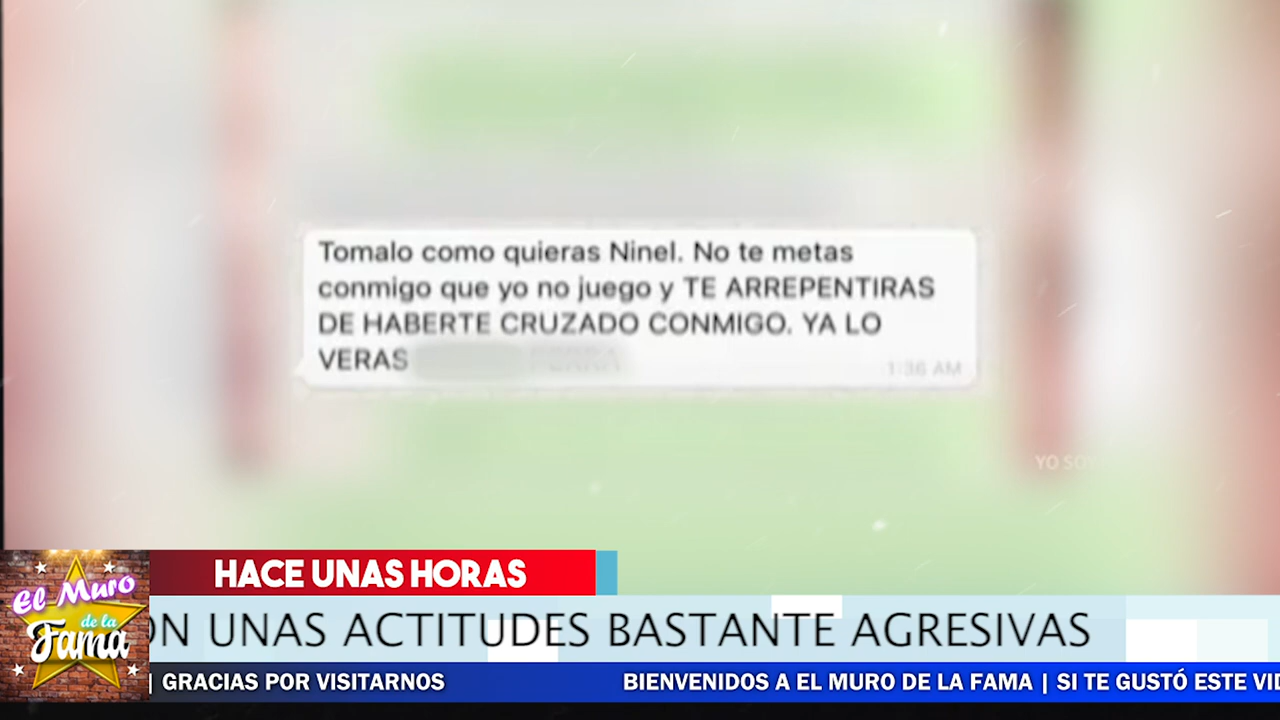 Tomalo como quieras Ninel. No te metas
conmigo que yo no juego y TE ARREPENTIRAS
DE HABERTE CRUZADO CONMIGO. YA LO
VERAS
1:36 AM
YO SOY
HACE UNAS HORAS
ON UNAS ACTITUDES BASTANTE AGRESIVAS
El Muro
de la
Fama
| GRACIAS POR VISITARNOS BIENVENIDOS A EL MURO DE LA FAMA | SI TE GUSTÓ ESTE VID